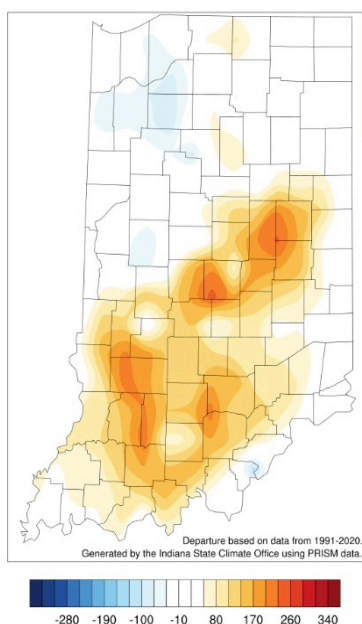 Departure based on data from 1991-2020.
Generated by the Indiana State Climate Office using PRISM data.
-280 -190 -100 -10 80 170 260 340